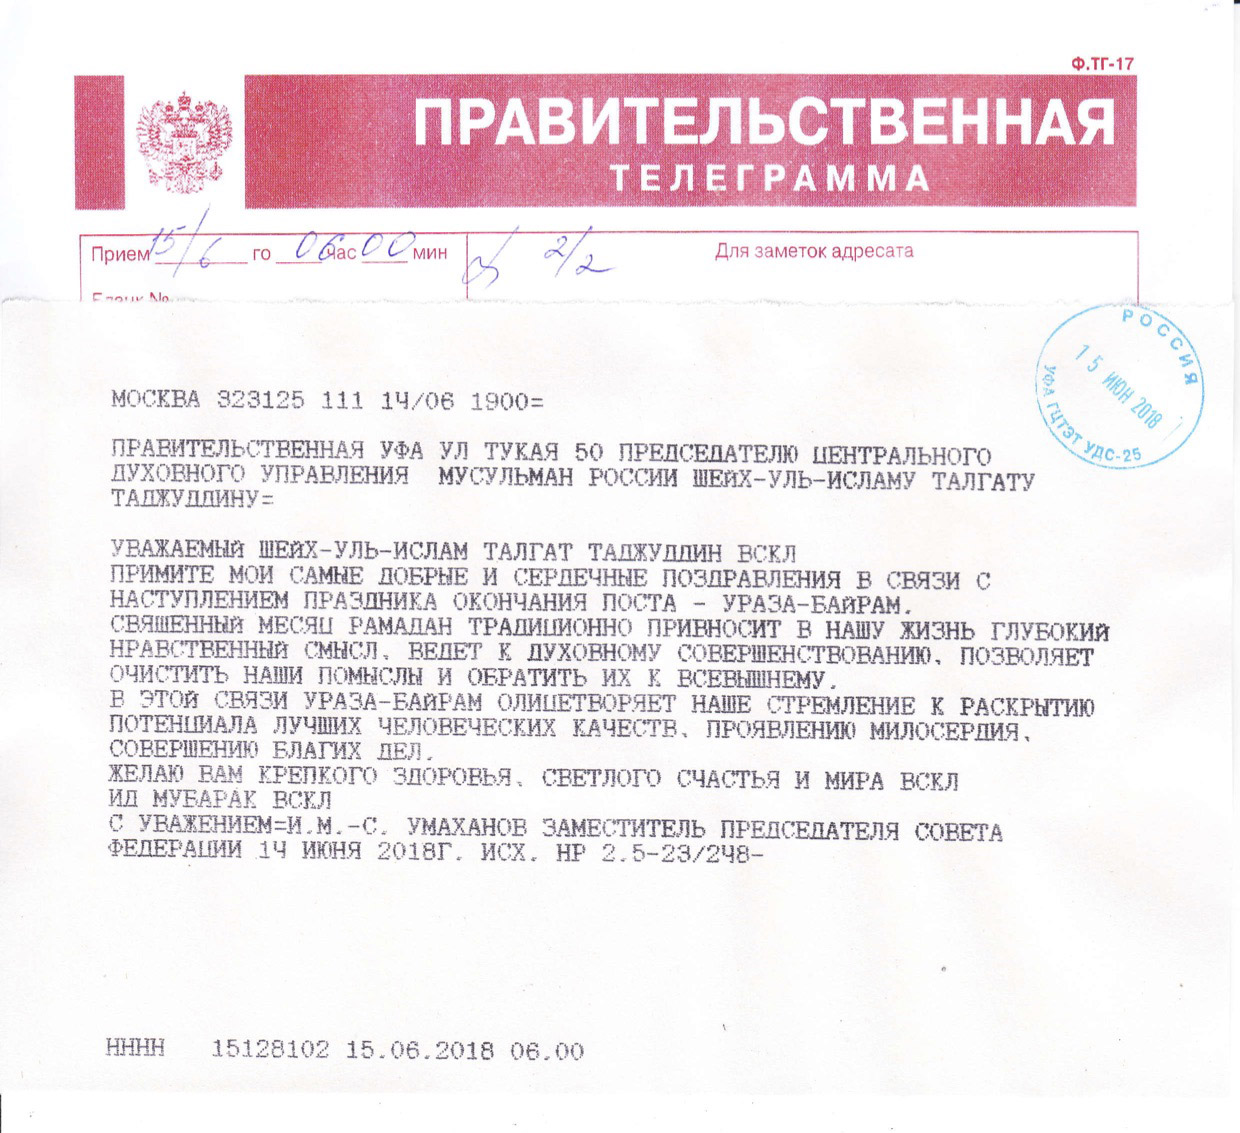 Ф.ТГ-17
ПРАВИТЕЛЬСТВЕННАЯ
ТЕЛЕГРАММА
Прием 15/6 го 06 час 00 мин
2/2
Для заметок адресата
Бланк №
РОССИЯ
15 ИЮН 2018
УФА ГЦТЭТ УДС-25
МОСКВА 323125 111 14/06 1900=
ПРАВИТЕЛЬСТВЕННАЯ УФА УЛ ТУКАЯ 50 ПРЕДСЕДАТЕЛЮ ЦЕНТРАЛЬНОГО
ДУХОВНОГО УПРАВЛЕНИЯ МУСУЛЬМАН РОССИИ ШЕЙХ-УЛЬ-ИСЛАМУ ТАЛГАТУ
ТАДЖУДДИНУ=
УВАЖАЕМЫЙ ШЕЙХ-УЛЬ-ИСЛАМ ТАЛГАТ ТАДЖУДДИН ВСКЛ
ПРИМИТЕ МОИ САМЫЕ ДОБРЫЕ И СЕРДЕЧНЫЕ ПОЗДРАВЛЕНИЯ В СВЯЗИ С
НАСТУПЛЕНИЕМ ПРАЗДНИКА ОКОНЧАНИЯ ПОСТА - УРАЗА-БАЙРАМ.
СВЯШЕННЫЙ МЕСЯЦ РАМАДАН ТРАДИЦИОННО ПРИВНОСИТ В НАШУ ЖИЗНЬ ГЛУБОКИЙ
НРАВСТВЕННЫЙ СМЫСЛ, ВЕДЕТ К ДУХОВНОМУ СОВЕРШЕНСТВОВАНИЮ, ПОЗВОЛЯЕТ
ОЧИСТИТЬ НАШИ ПОМЫСЛЫ И ОБРАТИТЬ ИХ К ВСЕВЫШНЕМУ.
В ЭТОЙ СВЯЗИ УРАЗА-БАЙРАМ ОЛИЦЕТВОРЯЕТ НАШЕ СТРЕМЛЕНИЕ К РАСКРЫТИЮ
ПОТЕНЦИАЛА ЛУЧШИХ ЧЕЛОВЕЧЕСКИХ КАЧЕСТВ, ПРОЯВЛЕНИЮ МИЛОСЕРДИЯ,
СОВЕРШЕНИЮ БЛАГИХ ДЕЛ.
ЖЕЛАЮ ВАМ КРЕПКОГО ЗДОРОВЬЯ, СВЕТЛОГО СЧАСТЬЯ И МИРА ВСКЛ
ИД МУБАРАК ВСКЛ
С УВАЖЕНИЕМ=И.М.-С. УМАХАНОВ ЗАМЕСТИТЕЛЬ ПРЕДСЕДАТЕЛЯ СОВЕТА
ФЕДЕРАЦИИ 14 ИЮНЯ 2018Г. ИСХ. НР 2.5-23/248-
НННН 15128102 15.06.2018 06.00